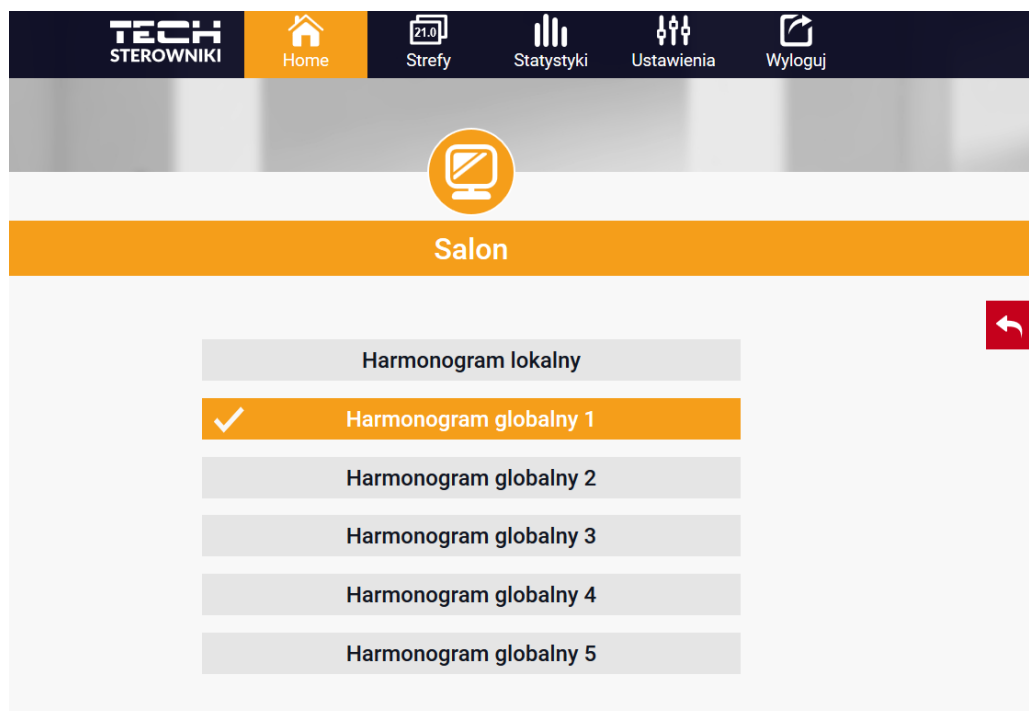 TECH
STEROWNIKI
Home
21.0
Strefy
Statystyki
Ustawienia
Wyloguj
Salon
Harmonogram lokalny
Harmonogram globalny 1
Harmonogram globalny 2
Harmonogram globalny 3
Harmonogram globalny 4
Harmonogram globalny 5